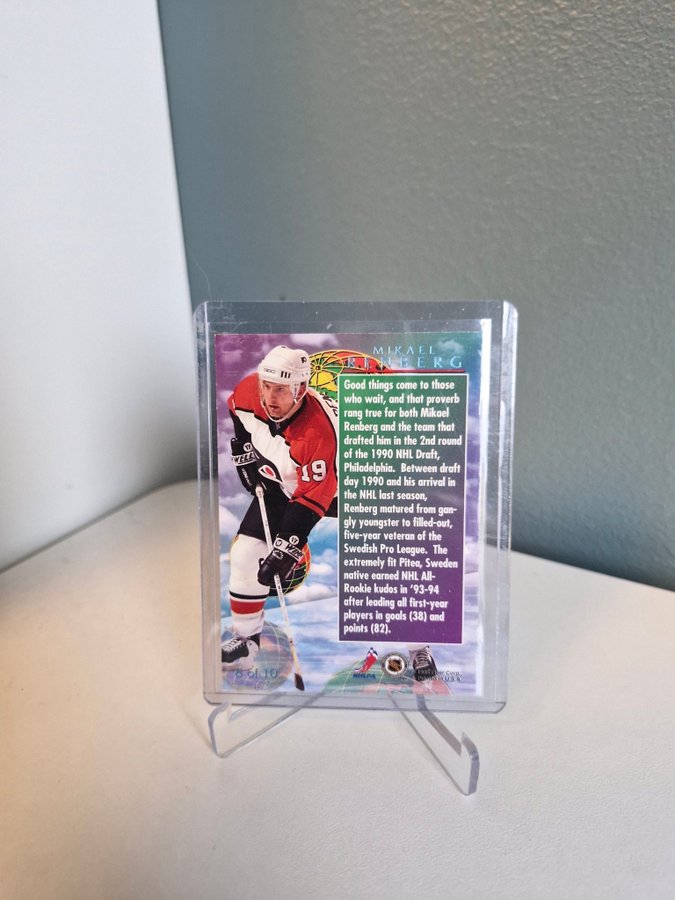 MIKAEL
RENBERG
Good things come to those
who wait, and that proverb
rang true for both Mikael
Renberg and the team that
drafted him in the 2nd round
of the 1990 NHL Draft,
Philadelphia. Between draft
day 1990 and his arrival in
the NHL last season,
Renberg matured from gan-
gly youngster to filled-out,
five-year veteran of the
Swedish Pro League. The
extremely fit Pitea, Sweden
native earned NHL All-
Rookie kudos in '93-94
after leading all first-year
players in goals (38) and
points (82).
19
8 of 10
NHLPA